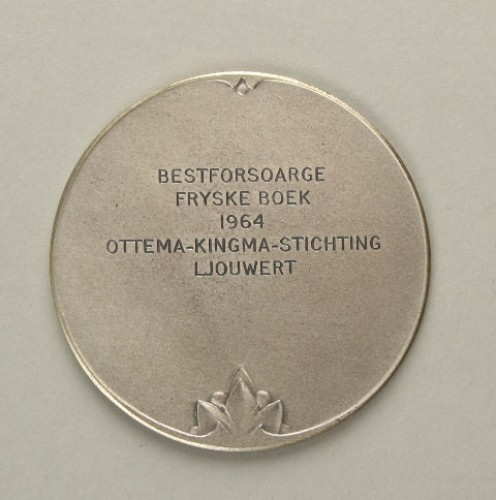 BESTFORSOARGE
FRYSKE BOEK
1964
OTTEMA-KINGMA-STICHTING
LJOUWERT